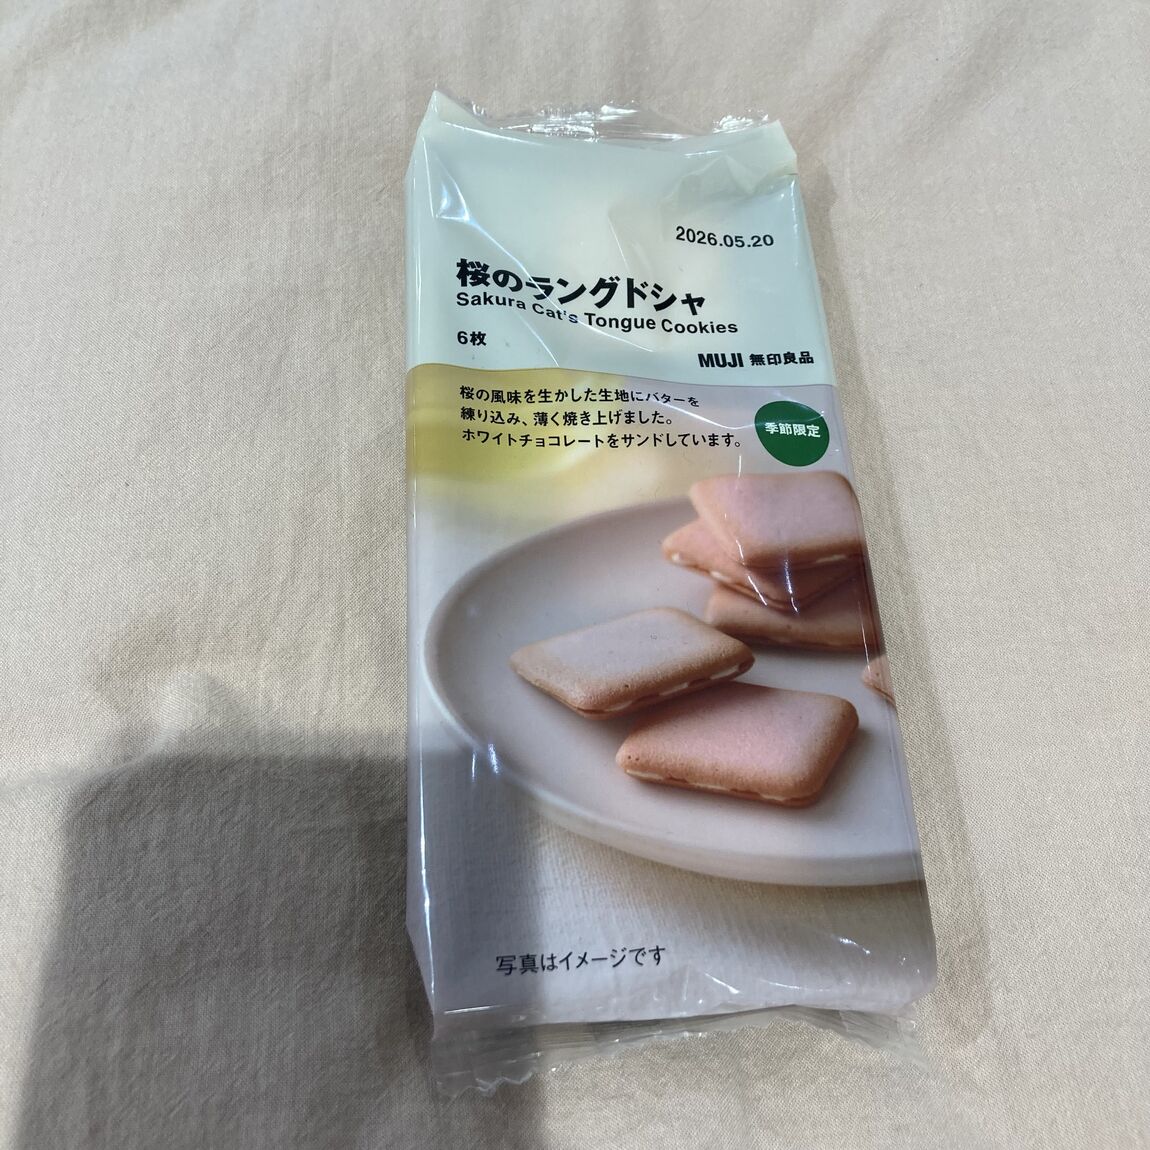 2026.05.20
桜のラングドシャ
Sakura Cat's Tongue Cookies
6枚
MUJI 無印良品
桜の風味を生かした生地にバターを
練り込み、薄く焼き上げました。
ホワイトチョコレートをサンドしています。
季節限定
写真はイメージです